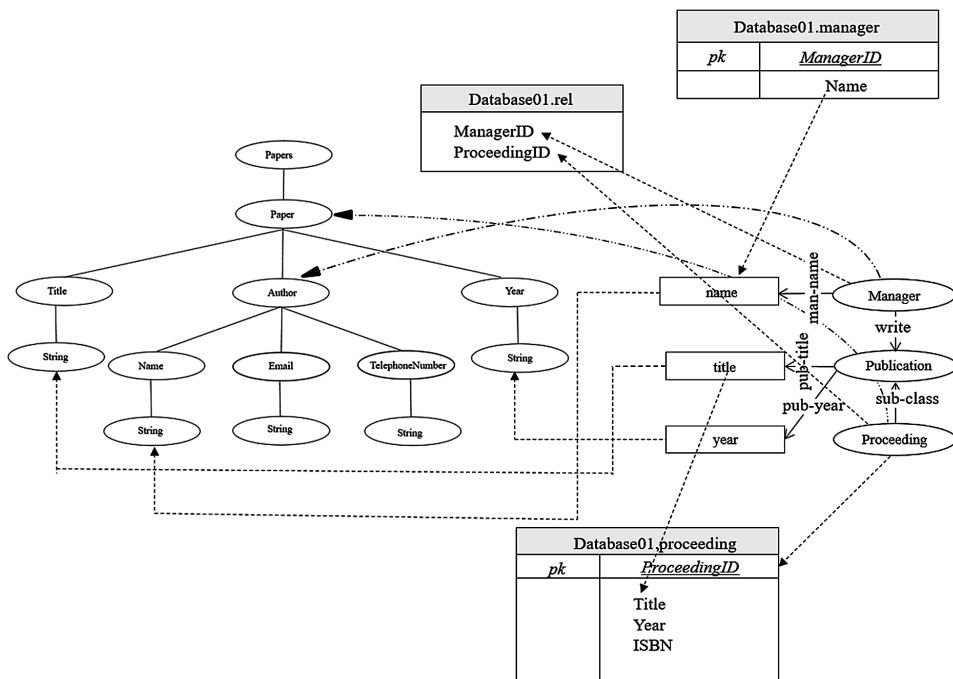 Database01.manager
pk ManagerID
Name
Database01.rel
ManagerID
ProceedingID
Papers
Paper
Title
Author
Year
name
man-name
Manager
write
String
Name
Email
TelephoneNumber
String
title
pub-title
Publication
pub-year
sub-class
String
String
String
year
Proceeding
Database01,proceeding
pk ProceedingID
Title
Year
ISBN